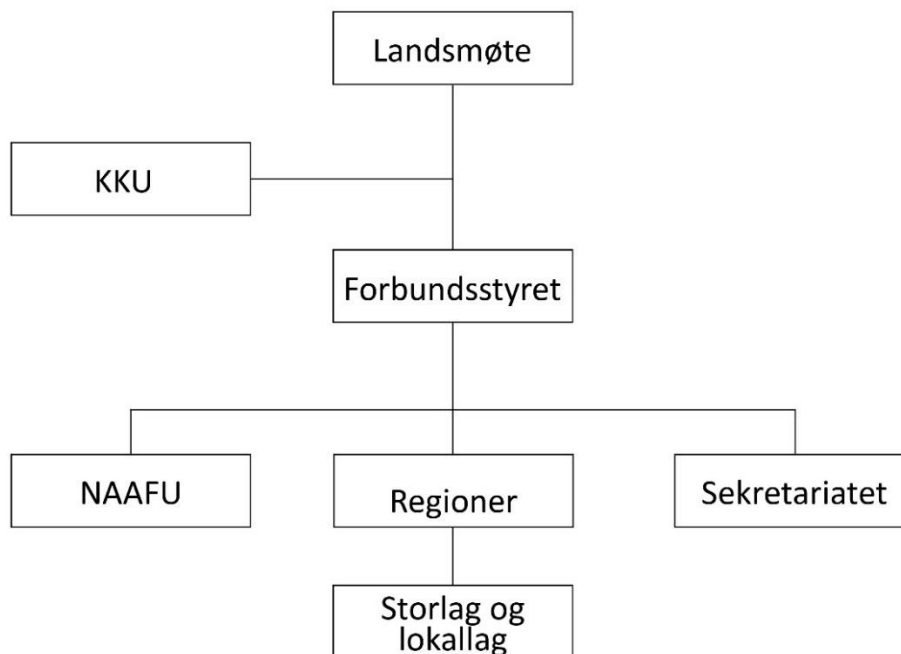 Landsmøte
KKU
Forbundsstyret
NAAFU
Regioner
Sekretariatet
Storlag og
lokallag